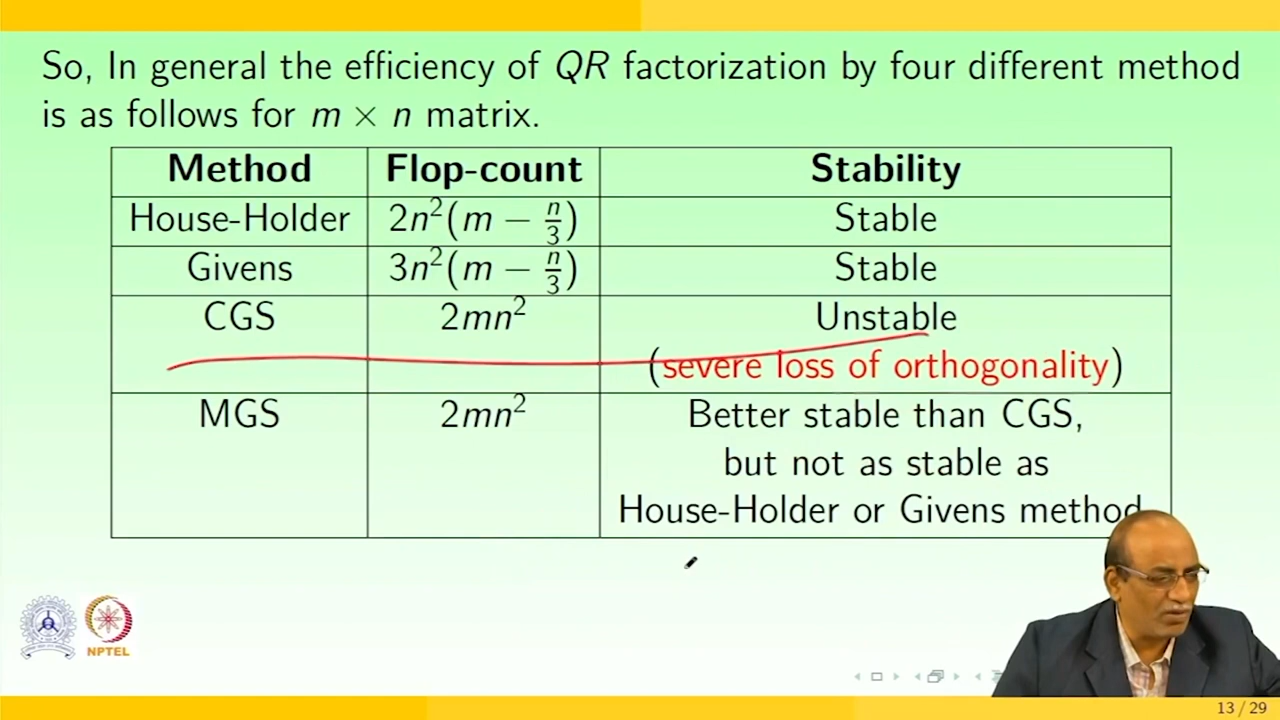 So, In general the efficiency of QR factorization by four different method
is as follows for m × n matrix.
Method Flop-count Stability
House-Holder 2n²(m − n/3) Stable
Givens 3n²(m − n/3) Stable
CGS 2mn² Unstable
(severe loss of orthogonality)
MGS 2mn² Better stable than CGS,
but not as stable as
House-Holder or Givens method
NPTEL
13 / 29